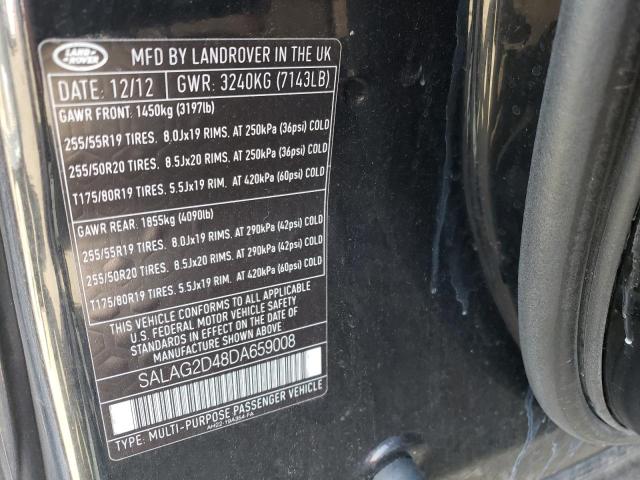 LAND ROVER
MFD BY LANDROVER IN THE UK
DATE: 12/12 GWR: 3240KG (7143LB)
GAWR FRONT: 1450kg (3197lb)
255/55R19 TIRES. 8.0Jx19 RIMS. AT 250kPa (36psi) COLD
255/50R20 TIRES. 8.5Jx20 RIMS. AT 250kPa (36psi) COLD
T175/80R19 TIRES. 5.5Jx19 RIM. AT 420kPa (60psi) COLD
GAWR REAR: 1855kg (4090lb)
255/55R19 TIRES. 8.0Jx19 RIMS. AT 290kPa (42psi) COLD
255/50R20 TIRES. 8.5Jx20 RIMS. AT 290kPa (42psi) COLD
T175/80R19 TIRES. 5.5Jx19 RIM. AT 420kPa (60psi) COLD
THIS VEHICLE CONFORMS TO ALL APPLICABLE
U.S. FEDERAL MOTOR VEHICLE SAFETY
STANDARDS IN EFFECT ON THE DATE OF
MANUFACTURE SHOWN ABOVE
SALAG2D48DA659008
TYPE: MULTI-PURPOSE PASSENGER VEHICLE
AH22-19A354-FA